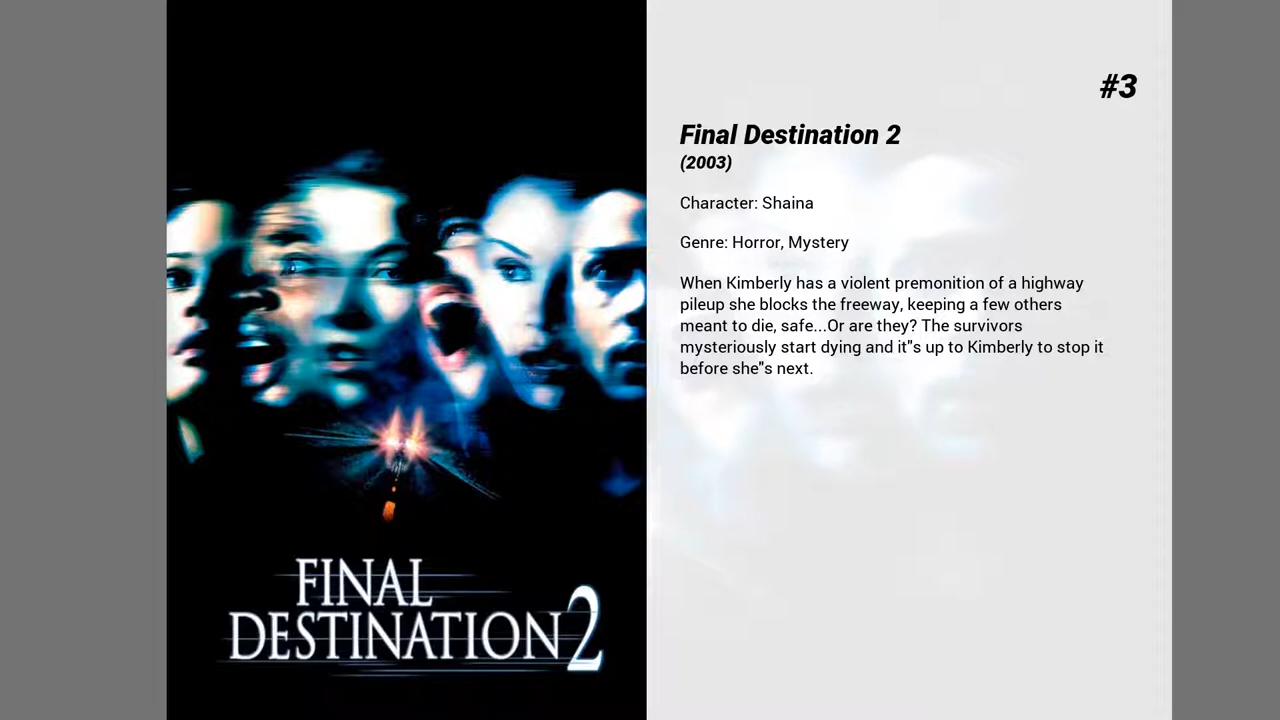 #3
Final Destination 2
(2003)
Character: Shaina
Genre: Horror, Mystery
When Kimberly has a violent premonition of a highway
pileup she blocks the freeway, keeping a few others
meant to die, safe...Or are they? The survivors
mysteriously start dying and it"s up to Kimberly to stop it
before she"s next.
FINAL
DESTINATION 2